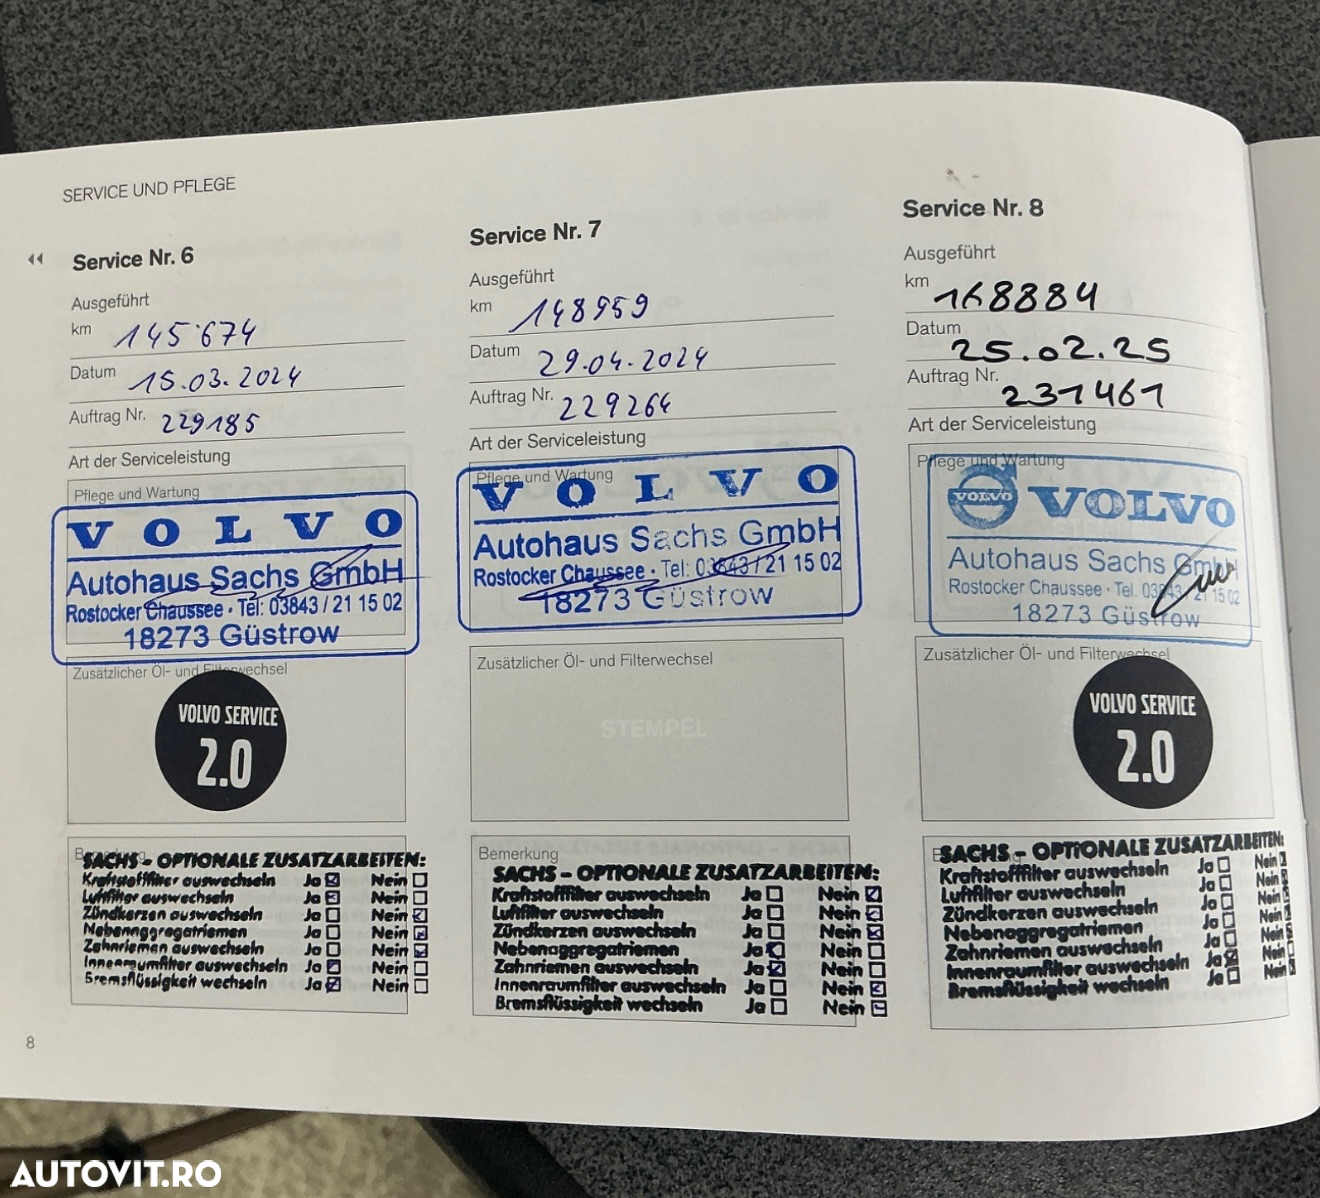 SERVICE UND PFLEGE
Service Nr. 6
Ausgeführt
km 145'674
Datum 15.03.2024
Auftrag Nr. 229185
Art der Serviceleistung
Pflege und Wartung
VOLVO
Autohaus Sachs GmbH
Rostocker Chaussee · Tel: 03843 / 21 15 02
18273 Güstrow
Zusätzlicher Öl- und Filterwechsel
VOLVO SERVICE
2.0
SACHS - OPTIONALE ZUSATZARBEITEN:
Kraftstofffilter auswechseln Ja Nein
Luftfilter auswechseln Ja Nein
Zündkerzen auswechseln Ja Nein
Nebenaggregatriemen Ja Nein
Zahnriemen auswechseln Ja Nein
Innenraumfilter auswechseln Ja Nein
Bremsflüssigkeit wechseln Ja Nein
Service Nr. 7
Ausgeführt
km 148959
Datum 29.04.2024
Auftrag Nr. 229264
Art der Serviceleistung
Pflege und Wartung
VOLVO
Autohaus Sachs GmbH
Rostocker Chaussee · Tel: 03843 / 21 15 02
18273 Güstrow
Zusätzlicher Öl- und Filterwechsel
STEMPEL
Bemerkung
SACHS - OPTIONALE ZUSATZARBEITEN:
Kraftstofffilter auswechseln Ja Nein
Luftfilter auswechseln Ja Nein
Zündkerzen auswechseln Ja Nein
Nebenaggregatriemen Ja Nein
Zahnriemen auswechseln Ja Nein
Innenraumfilter auswechseln Ja Nein
Bremsflüssigkeit wechseln Ja Nein
Service Nr. 8
Ausgeführt
km 168884
Datum 25.02.25
Auftrag Nr. 231461
Art der Serviceleistung
Pflege und Wartung
VOLVO VOLVO
Autohaus Sachs GmbH
Rostocker Chaussee · Tel. 03843 / 21 15 02
18273 Güstrow
Zusätzlicher Öl- und Filterwechsel
VOLVO SERVICE
2.0
SACHS - OPTIONALE ZUSATZARBEITEN:
Kraftstofffilter auswechseln Ja Nein
Luftfilter auswechseln Ja Nein
Zündkerzen auswechseln Ja Nein
Nebenaggregatriemen Ja Nein
Zahnriemen auswechseln Ja Nein
Innenraumfilter auswechseln Ja Nein
Bremsflüssigkeit wechseln Ja Nein
8
AUTOVIT.RO